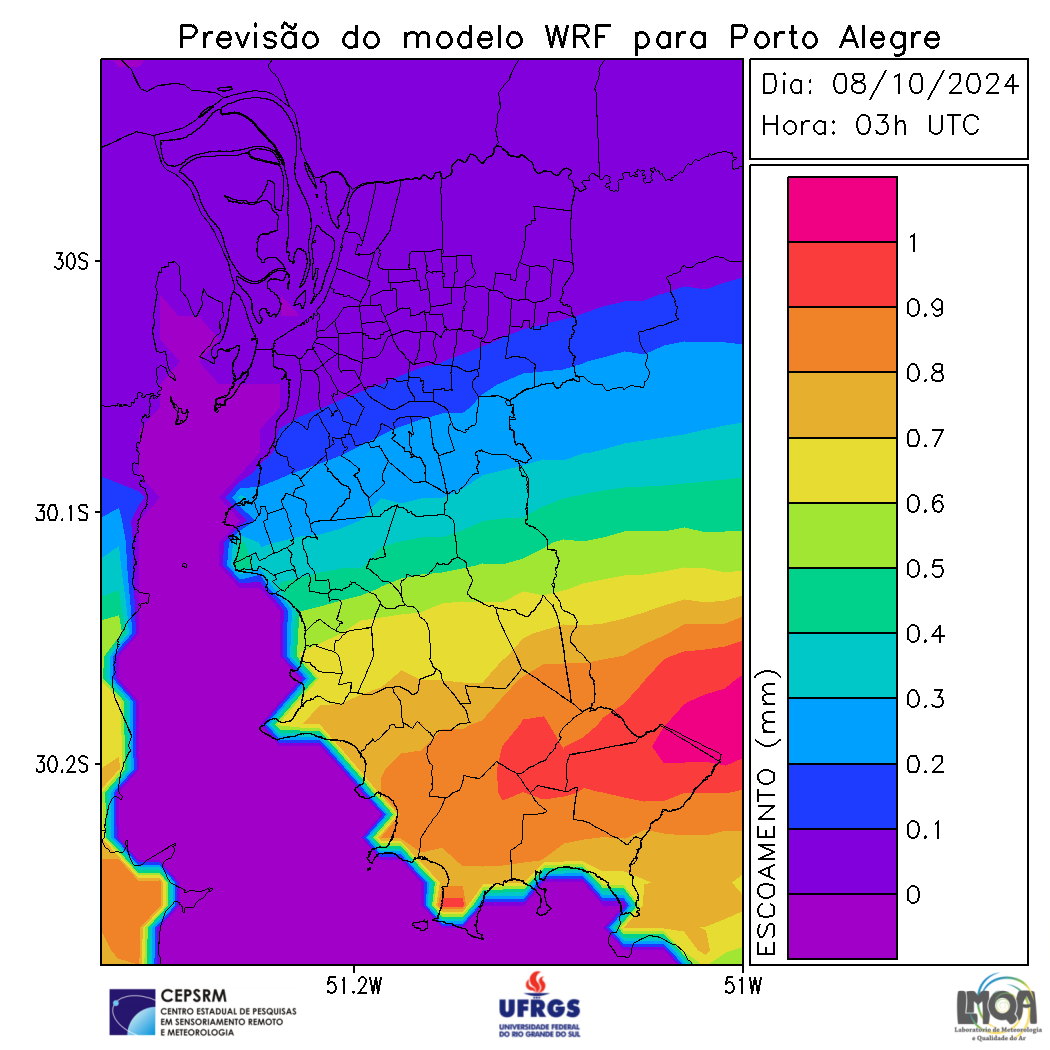 Previsão do modelo WRF para Porto Alegre
Dia: 08/10/2024
Hora: 03h UTC
30S
30.1S
30.2S
51.2W
51W
ESCOAMENTO (mm)
1
0.9
0.8
0.7
0.6
0.5
0.4
0.3
0.2
0.1
0
CEPSRM
CENTRO ESTADUAL DE PESQUISAS
EM SENSORIAMENTO REMOTO
E METEOROLOGIA
UFRGS
UNIVERSIDADE FEDERAL
DO RIO GRANDE DO SUL
LMQA
Laboratório de Meteorologia
e Qualidade do Ar